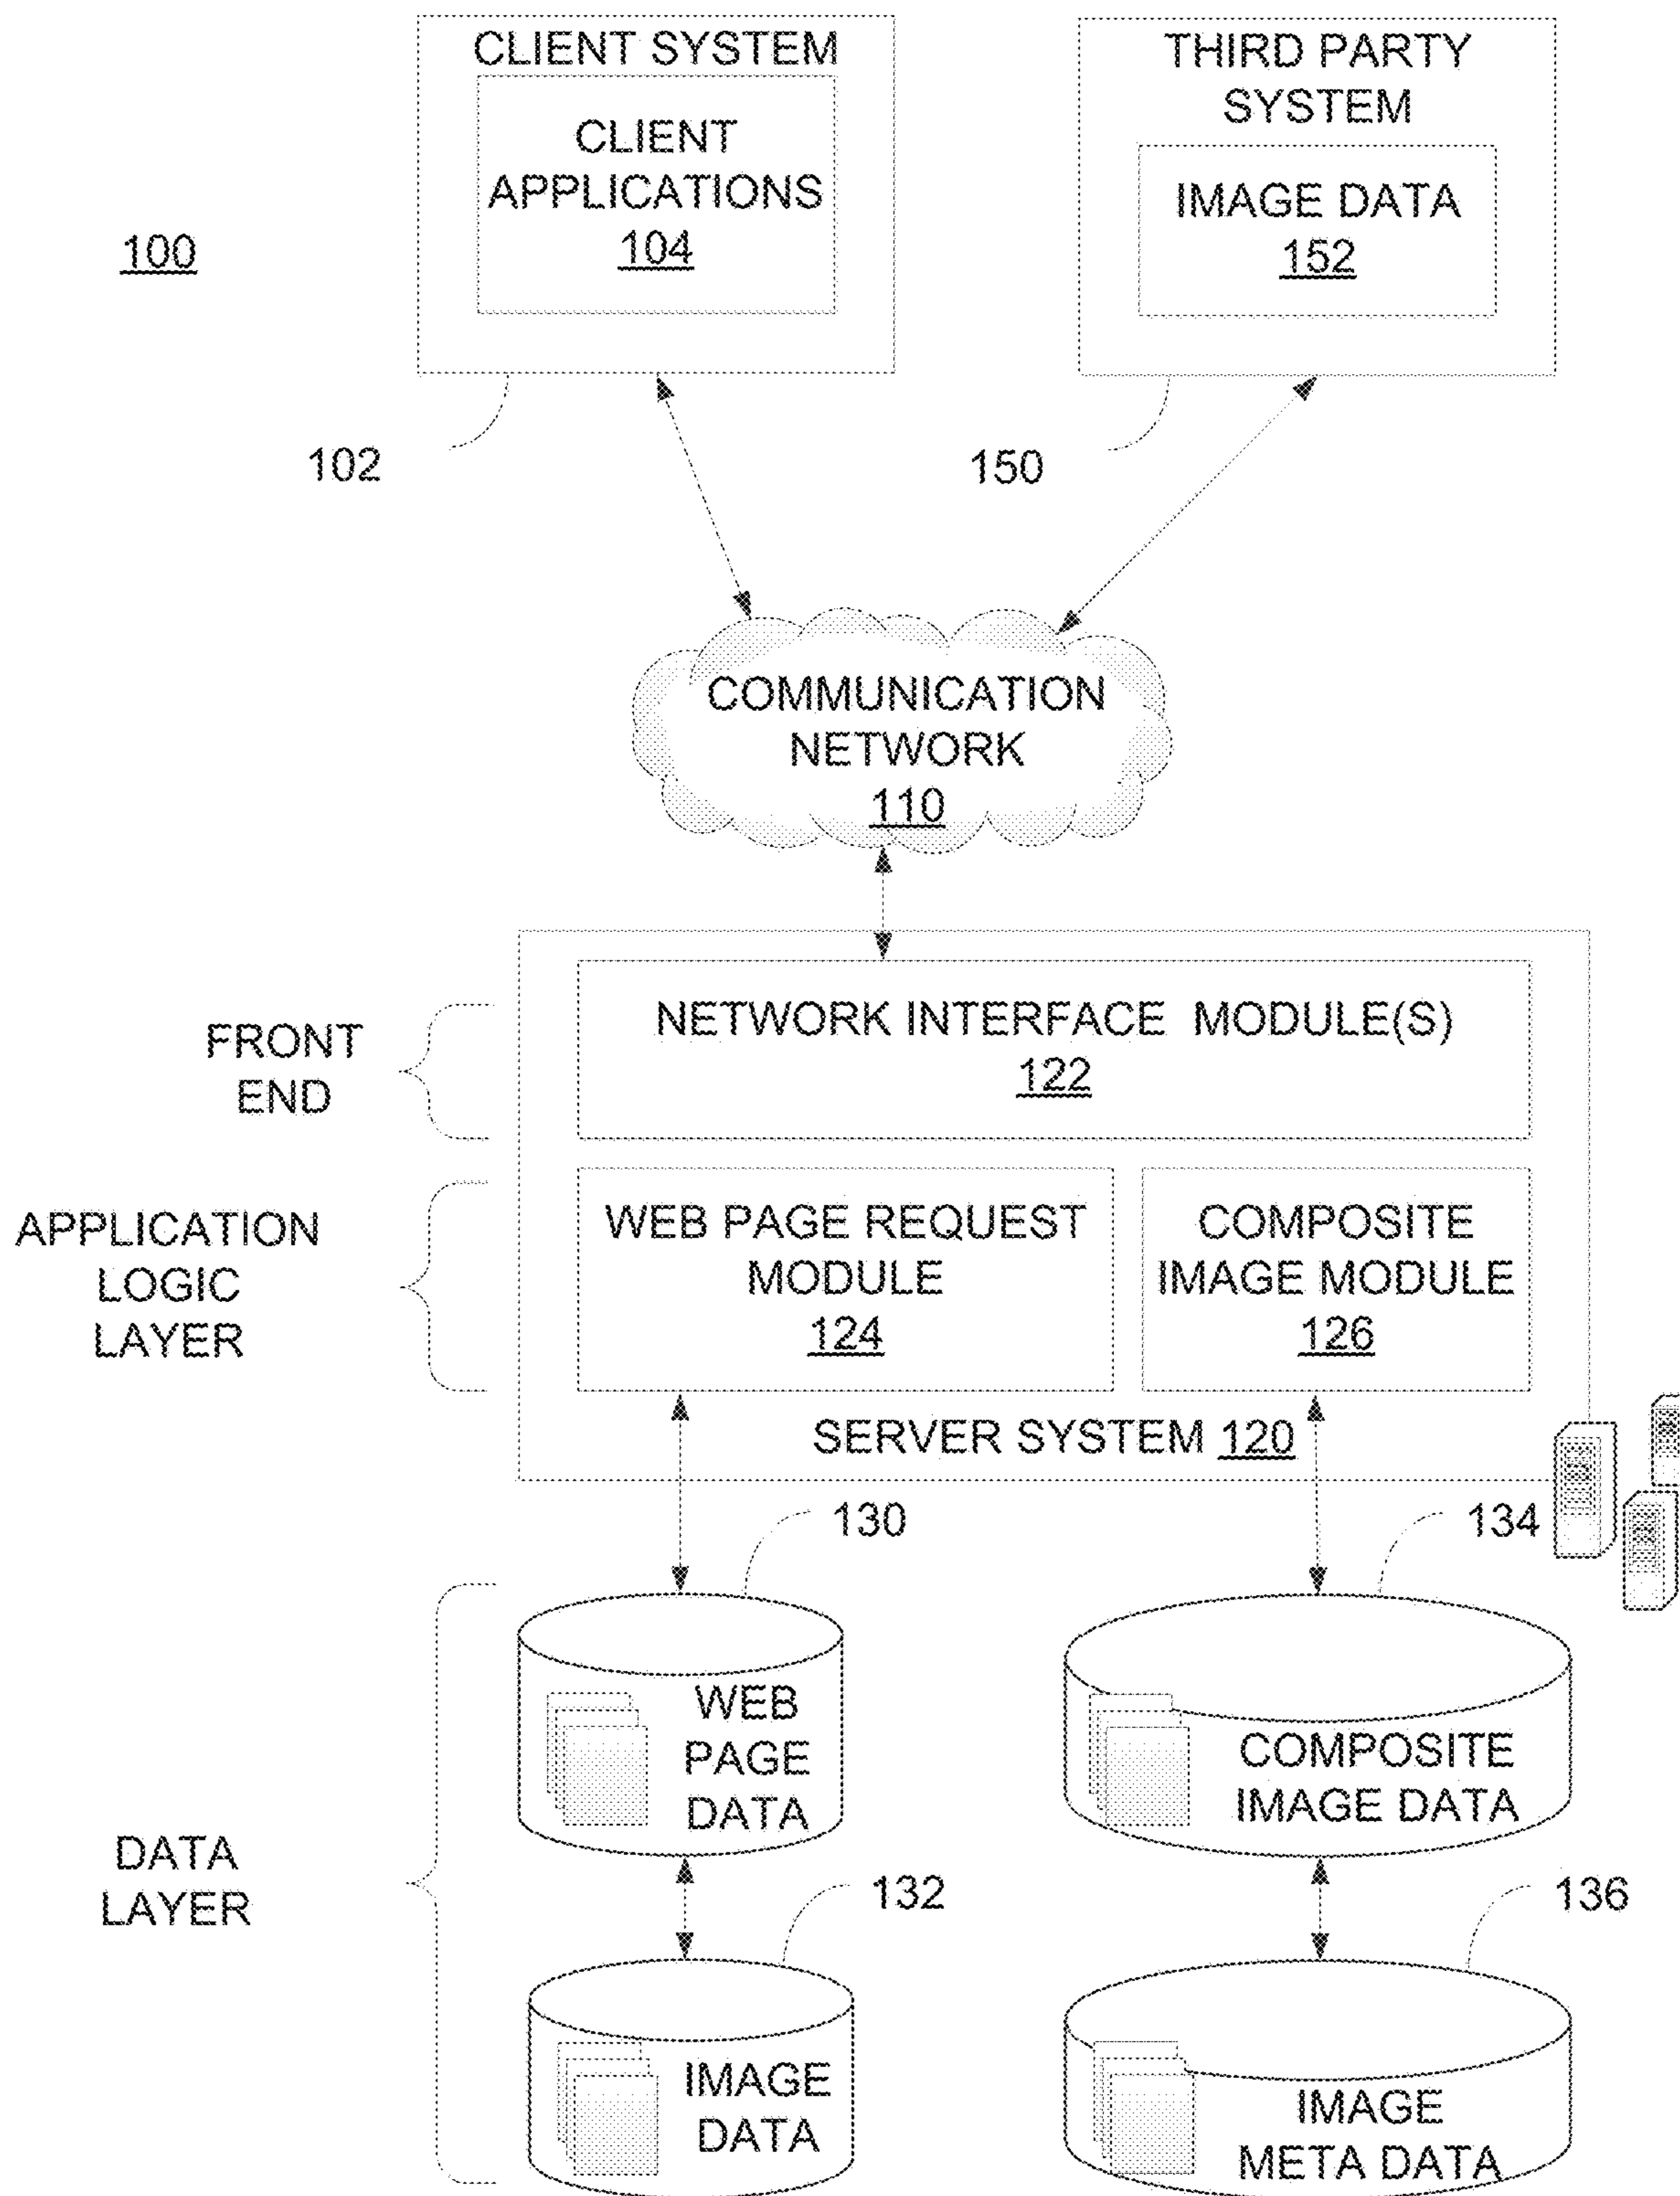 CLIENT SYSTEM
CLIENT
APPLICATIONS
104
THIRD PARTY
SYSTEM
IMAGE DATA
152
100
102
150
COMMUNICATION
NETWORK
110
FRONT
END
NETWORK INTERFACE MODULE(S)
122
APPLICATION
LOGIC
LAYER
WEB PAGE REQUEST
MODULE
124
COMPOSITE
IMAGE MODULE
126
SERVER SYSTEM 120
130
134
DATA
LAYER
WEB
PAGE
DATA
COMPOSITE
IMAGE DATA
132
136
IMAGE
DATA
IMAGE
META DATA